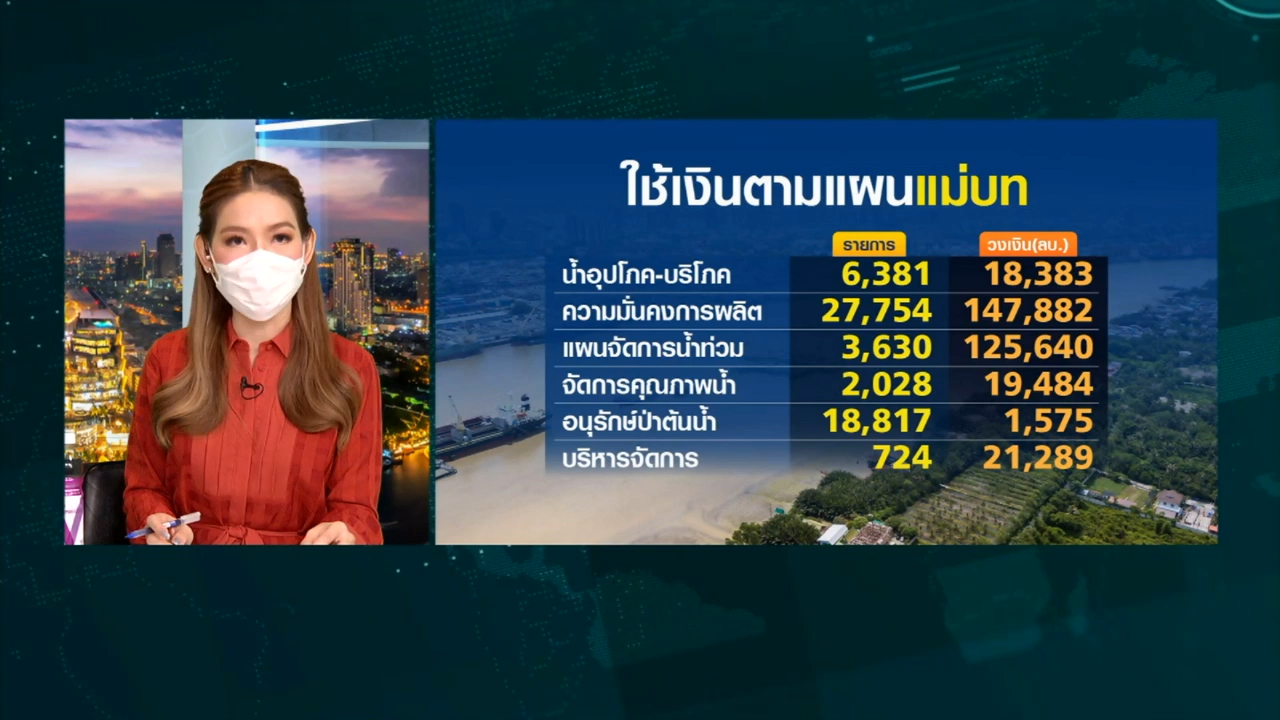 ใช้เงินตามแผนแม่บท
รายการ วงเงิน(ลบ.)
น้ำอุปโภค-บริโภค 6,381 18,383
ความมั่นคงการผลิต 27,754 147,882
แผนจัดการน้ำท่วม 3,630 125,640
จัดการคุณภาพน้ำ 2,028 19,484
อนุรักษ์ป่าต้นน้ำ 18,817 1,575
บริหารจัดการ 724 21,289